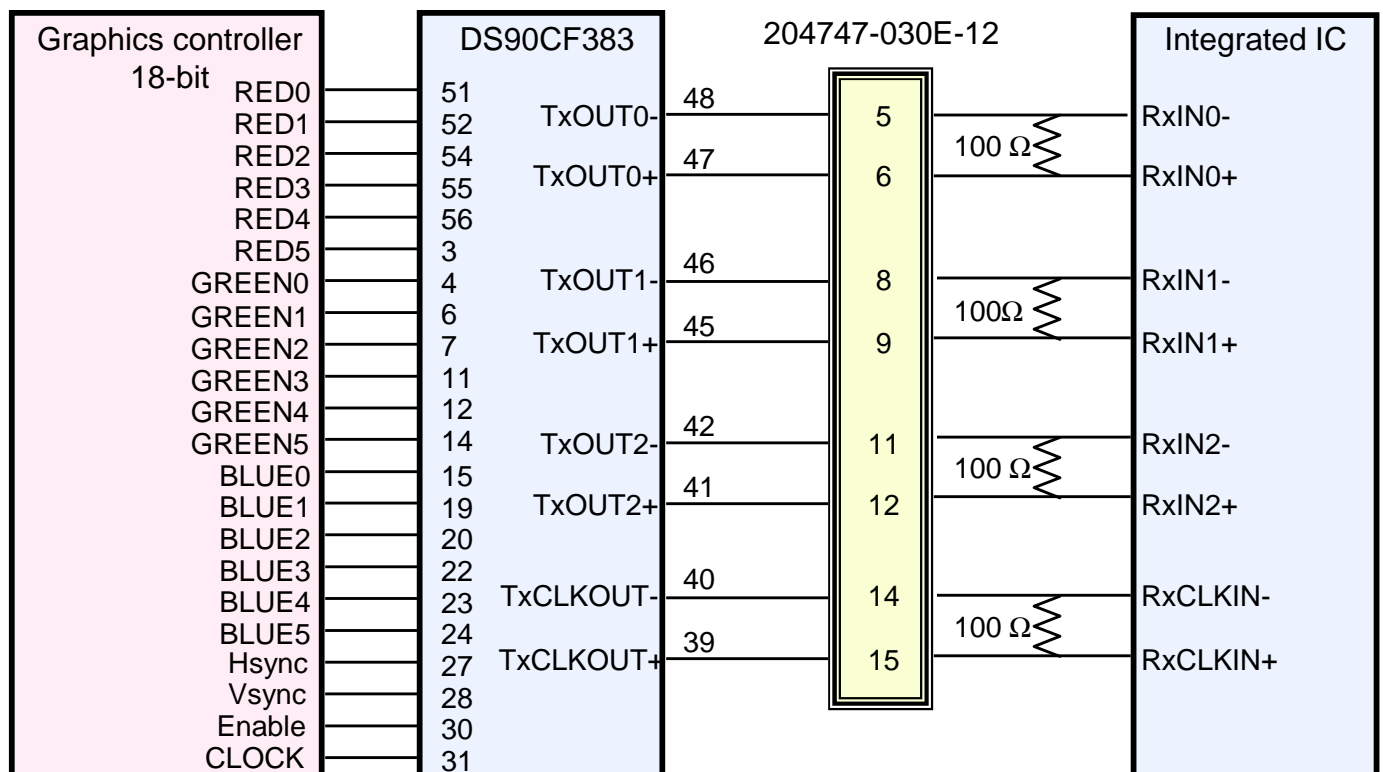 Graphics controller
18-bit
RED0
RED1
RED2
RED3
RED4
RED5
GREEN0
GREEN1
GREEN2
GREEN3
GREEN4
GREEN5
BLUE0
BLUE1
BLUE2
BLUE3
BLUE4
BLUE5
Hsync
Vsync
Enable
CLOCK
DS90CF383
51
52
54
55
56
3
4
6
7
11
12
14
15
19
20
22
23
24
27
28
30
31
TxOUT0-
TxOUT0+
TxOUT1-
TxOUT1+
TxOUT2-
TxOUT2+
TxCLKOUT-
TxCLKOUT+
48
47
46
45
42
41
40
39
204747-030E-12
5
6
8
9
11
12
14
15
100 Ω
100Ω
100 Ω
100 Ω
Integrated IC
RxIN0-
RxIN0+
RxIN1-
RxIN1+
RxIN2-
RxIN2+
RxCLKIN-
RxCLKIN+